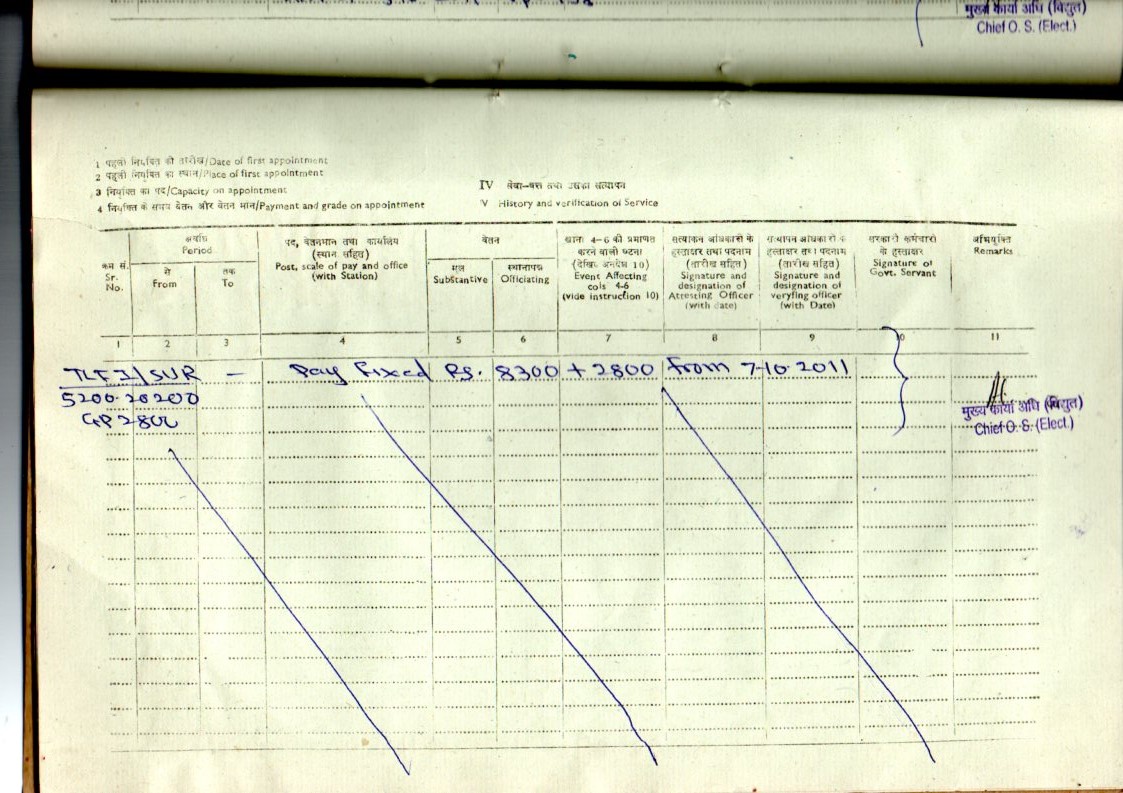 मुख्य कार्या अधि (विद्युत)
Chief O. S. (Elect.)
1 पहली नियुक्ति की तारीख/Date of first appointment
2 पहली नियुक्ति का स्थान/Place of first appointment
3 नियुक्ति का पद/Capacity on appointment
4 नियुक्ति के समय वेतन और वेतन मान/Payment and grade on appointmene
IV सेवा-वृत्त तथा उसका सत्यापन
V History and verification of Service
क्रम सं.
Sr.
No.
अवधि
Period
से
From
तक
To
पद, वेतनमान तथा कार्यालय
(स्थान सहित)
Post, scale of pay and office
(with Station)
वेतन
मूल
Substantive
स्थानापन्न
Officiating
खाना 4-6 को प्रभावित
करने वाली घटना
(देखिए अनुदेश 10)
Event Affecting
cols 4-6
(vide instruction 10)
सत्यापन अधिकारी के
हस्ताक्षर तथा पदनाम
(तारीख सहित)
Signature and
designation of
Attesting Officer
(with date)
सत्यापन अधिकारी के
हस्ताक्षर तथा पदनाम
(तारीख सहित)
Signature and
designation of
veryfing officer
(with Date)
सरकारी कर्मचारी
के हस्ताक्षर
Signature of
Govt. Servant
अभियुक्ति
Remarks
1 2 3 4 5 6 7 8 9 10 11
TLF I/SUR - Pay Fixed Rs. 8300 + 2800 from 7-10-2011
5200-20200
GP 2800
मुख्य कार्या अधि (विद्युत)
Chief O. S. (Elect.)